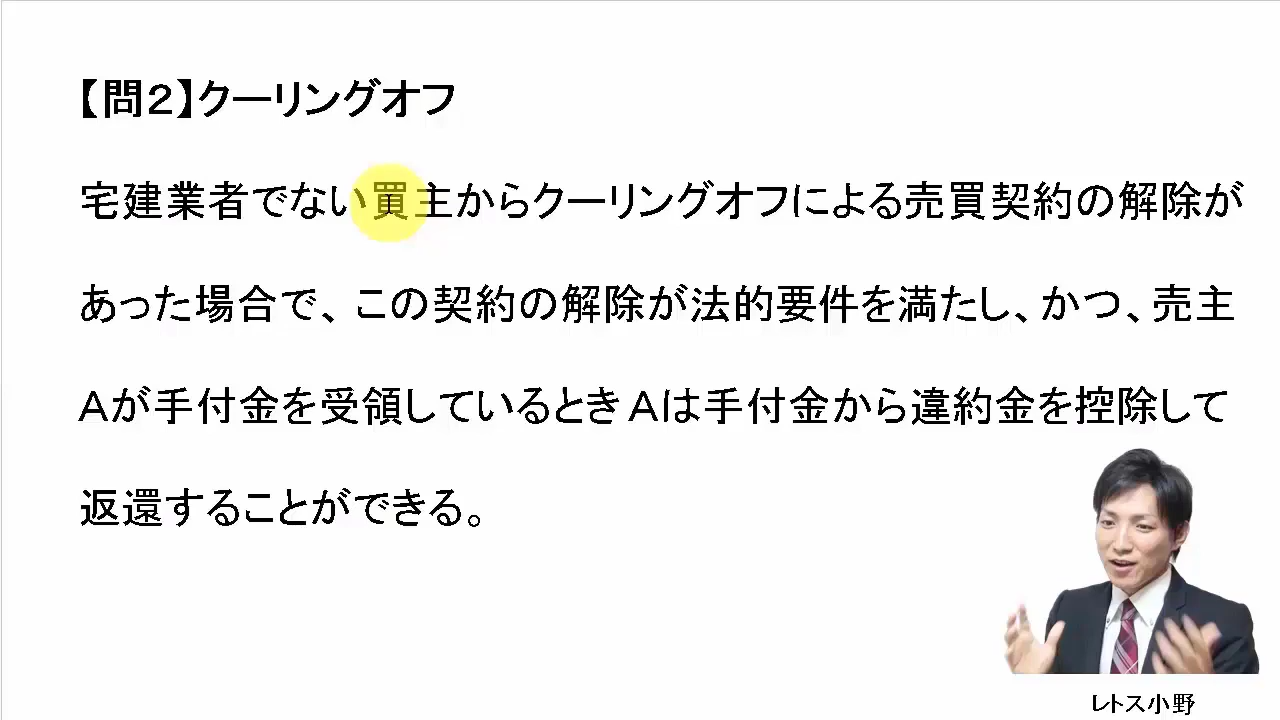 【問２】クーリングオフ
宅建業者でない買主からクーリングオフによる売買契約の解除が
あった場合で、この契約の解除が法的要件を満たし、かつ、売主
Ａが手付金を受領しているときＡは手付金から違約金を控除して
返還することができる。
レトス小野